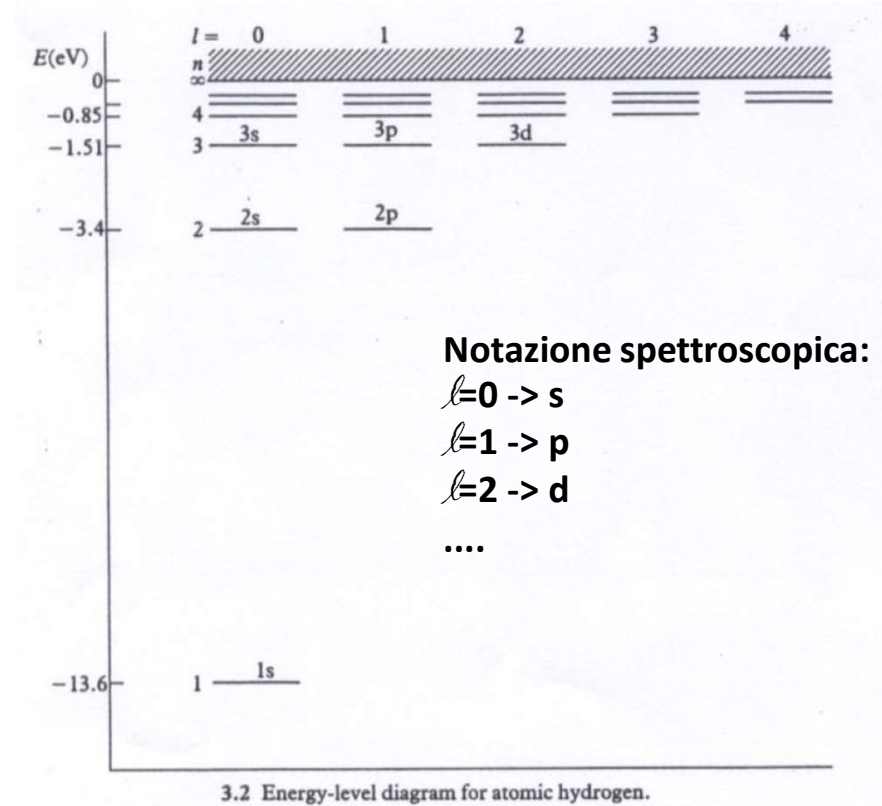 l = 0 1 2 3 4
E(eV)
n
0 ∞
−0.85 4
−1.51 3 3s 3p 3d
−3.4 2 2s 2p
Notazione spettroscopica:
ℓ=0 -> s
ℓ=1 -> p
ℓ=2 -> d
....
−13.6 1 1s
3.2 Energy-level diagram for atomic hydrogen.